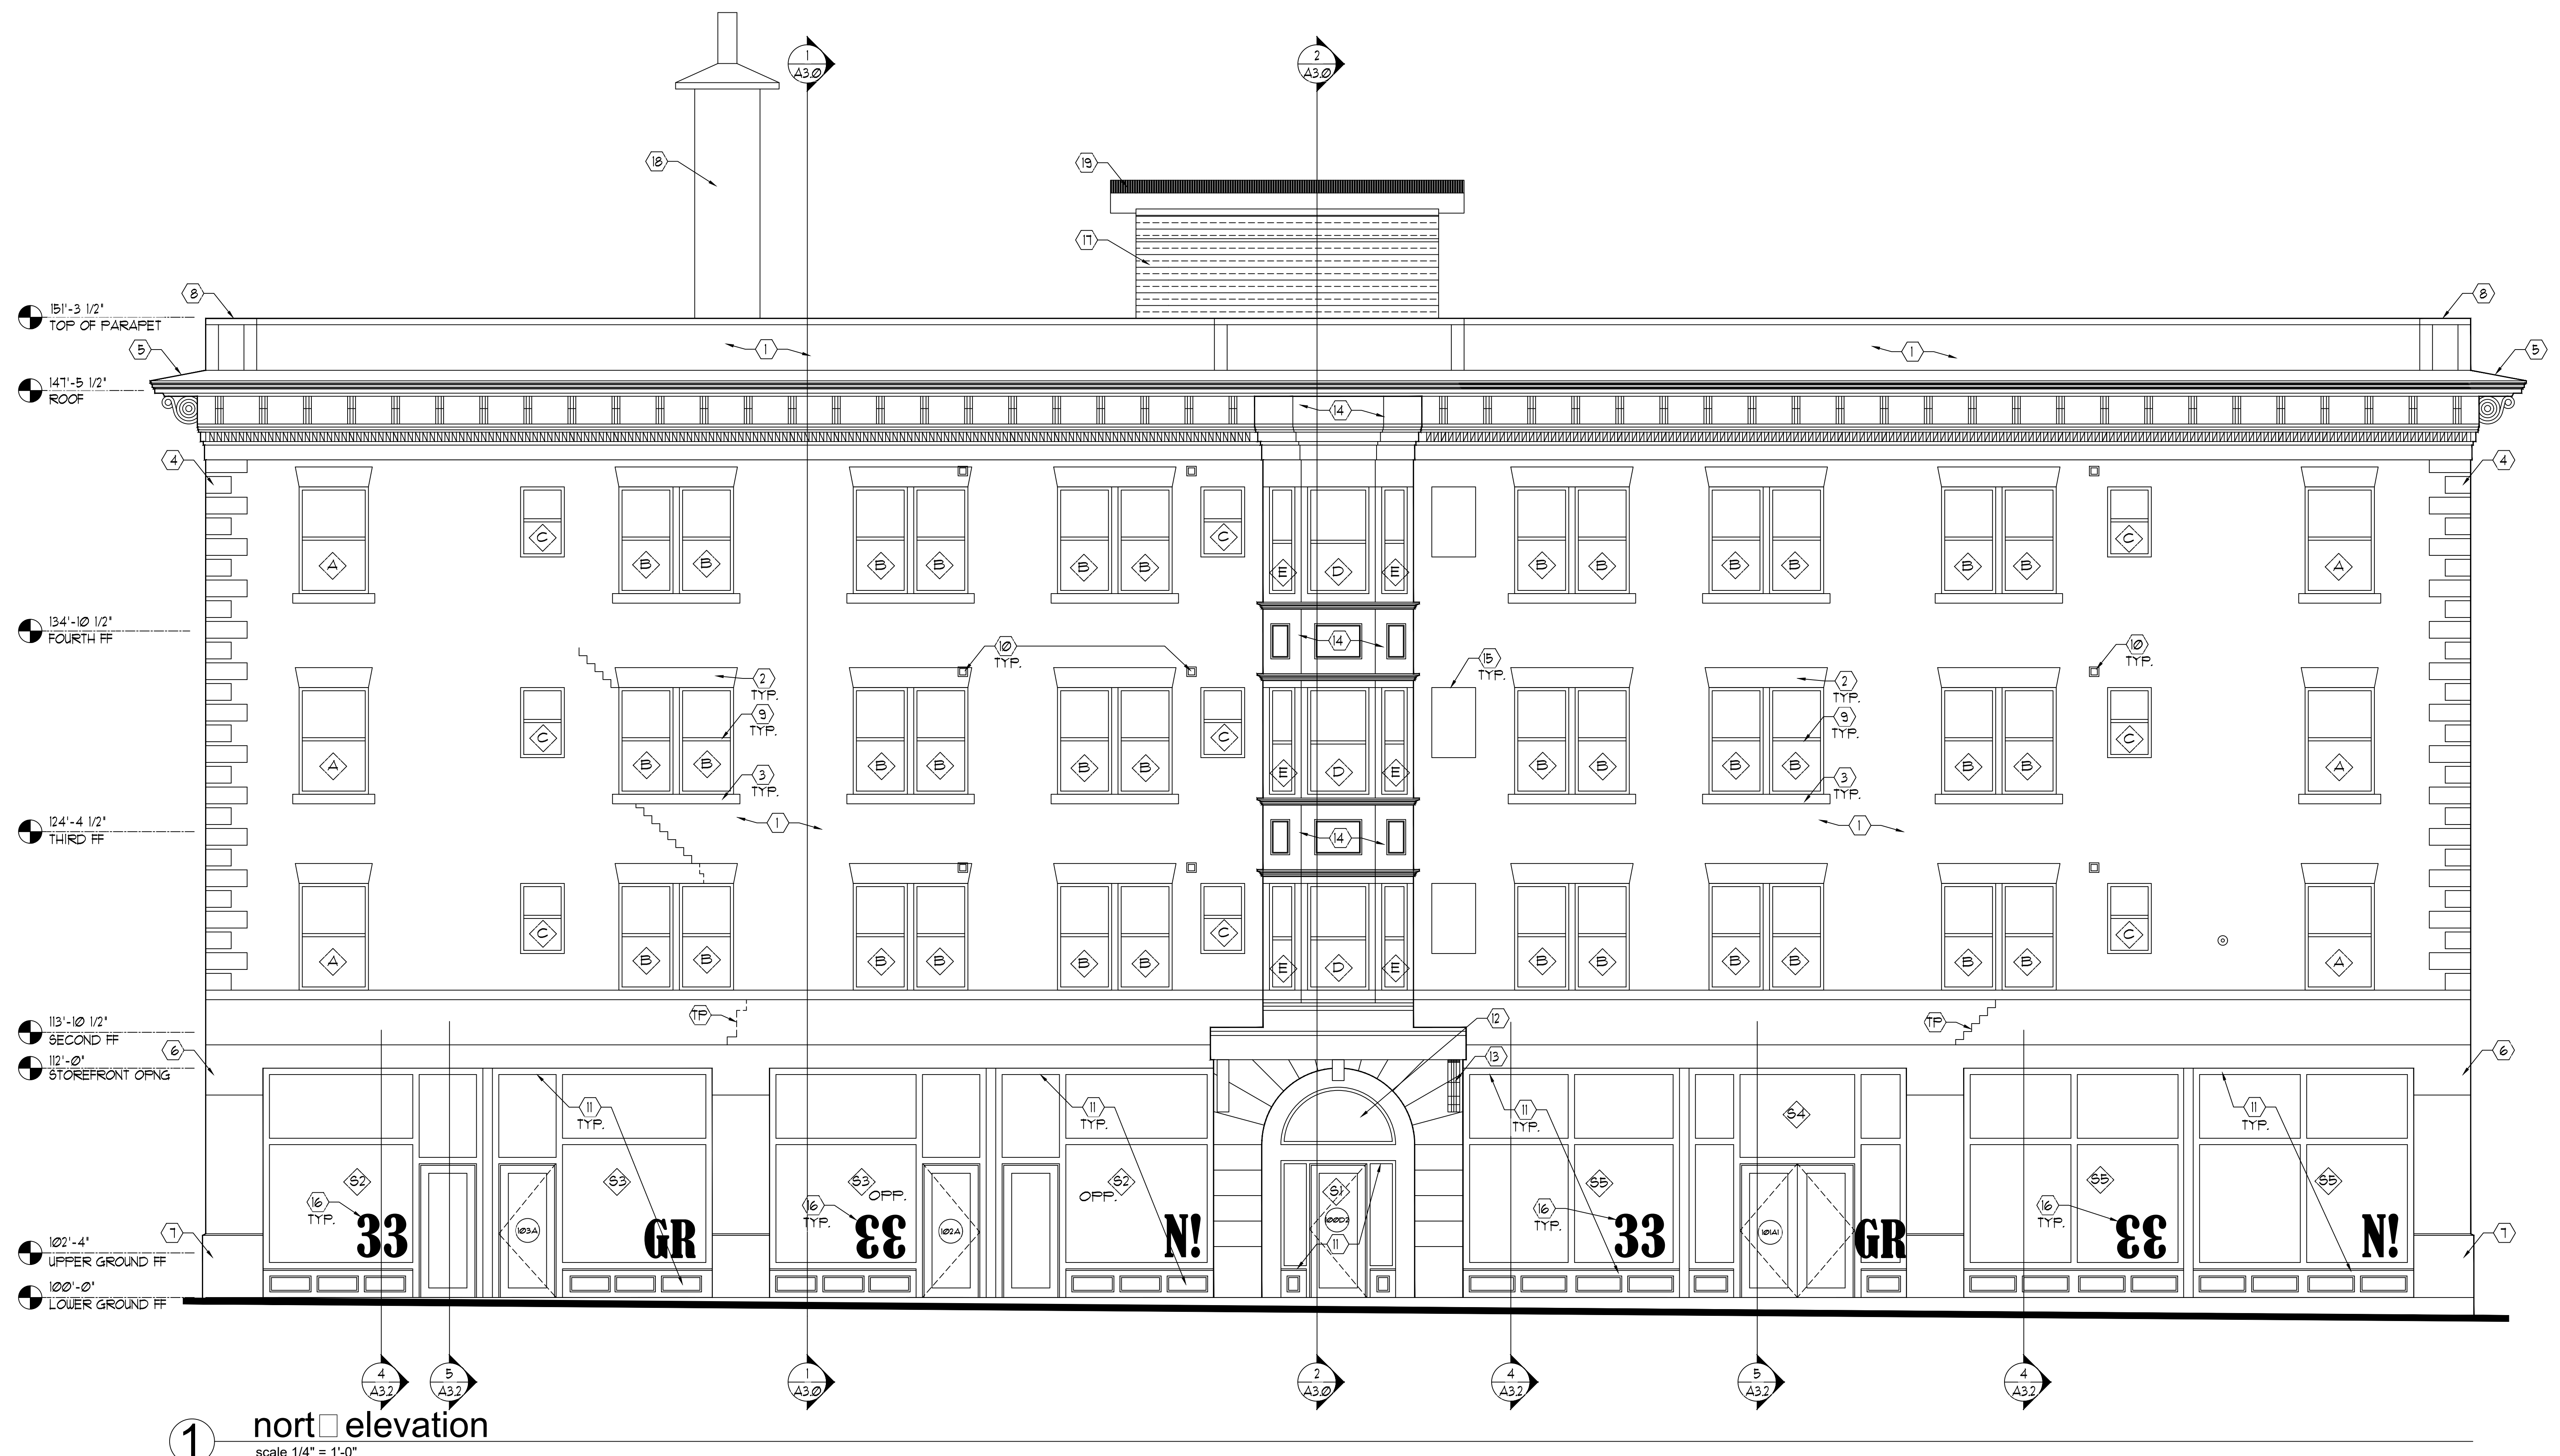 1
A3.0
2
A3.0
18
19
17
8
8
151'-3 1/2"
TOP OF PARAPET
5
1
1
5
147'-5 1/2"
ROOF
14
4
4
C
C
C
A
B
B
B
B
B
B
E
D
E
B
B
B
B
B
B
A
134'-10 1/2"
FOURTH FF
14
10
TYP.
15
TYP.
10
TYP.
2
TYP.
2
TYP.
9
TYP.
9
TYP.
C
C
C
A
B
B
B
B
B
B
E
D
E
B
B
B
B
B
B
A
3
TYP.
3
TYP.
124'-4 1/2"
THIRD FF
1
14
1
C
C
C
A
B
B
B
B
B
B
E
D
E
B
B
B
B
B
B
A
TP
12
TP
113'-10 1/2"
SECOND FF
6
13
6
112'-0"
STOREFRONT OPNG
11
TYP.
11
TYP.
11
TYP.
S4
11
TYP.
S2
S3
S3
OPP.
S2
OPP.
S1
S5
S5
S5
16
TYP.
16
TYP.
16
TYP.
16
TYP.
33
103A
GR
33
102A
N!
100D2
33
101A1
GR
33
N!
7
11
7
102'-4"
UPPER GROUND FF
100'-0"
LOWER GROUND FF
4
A3.2
5
A3.2
1
A3.0
2
A3.0
4
A3.2
5
A3.2
4
A3.2
1
nort□ elevation
scale 1/4" = 1'-0"